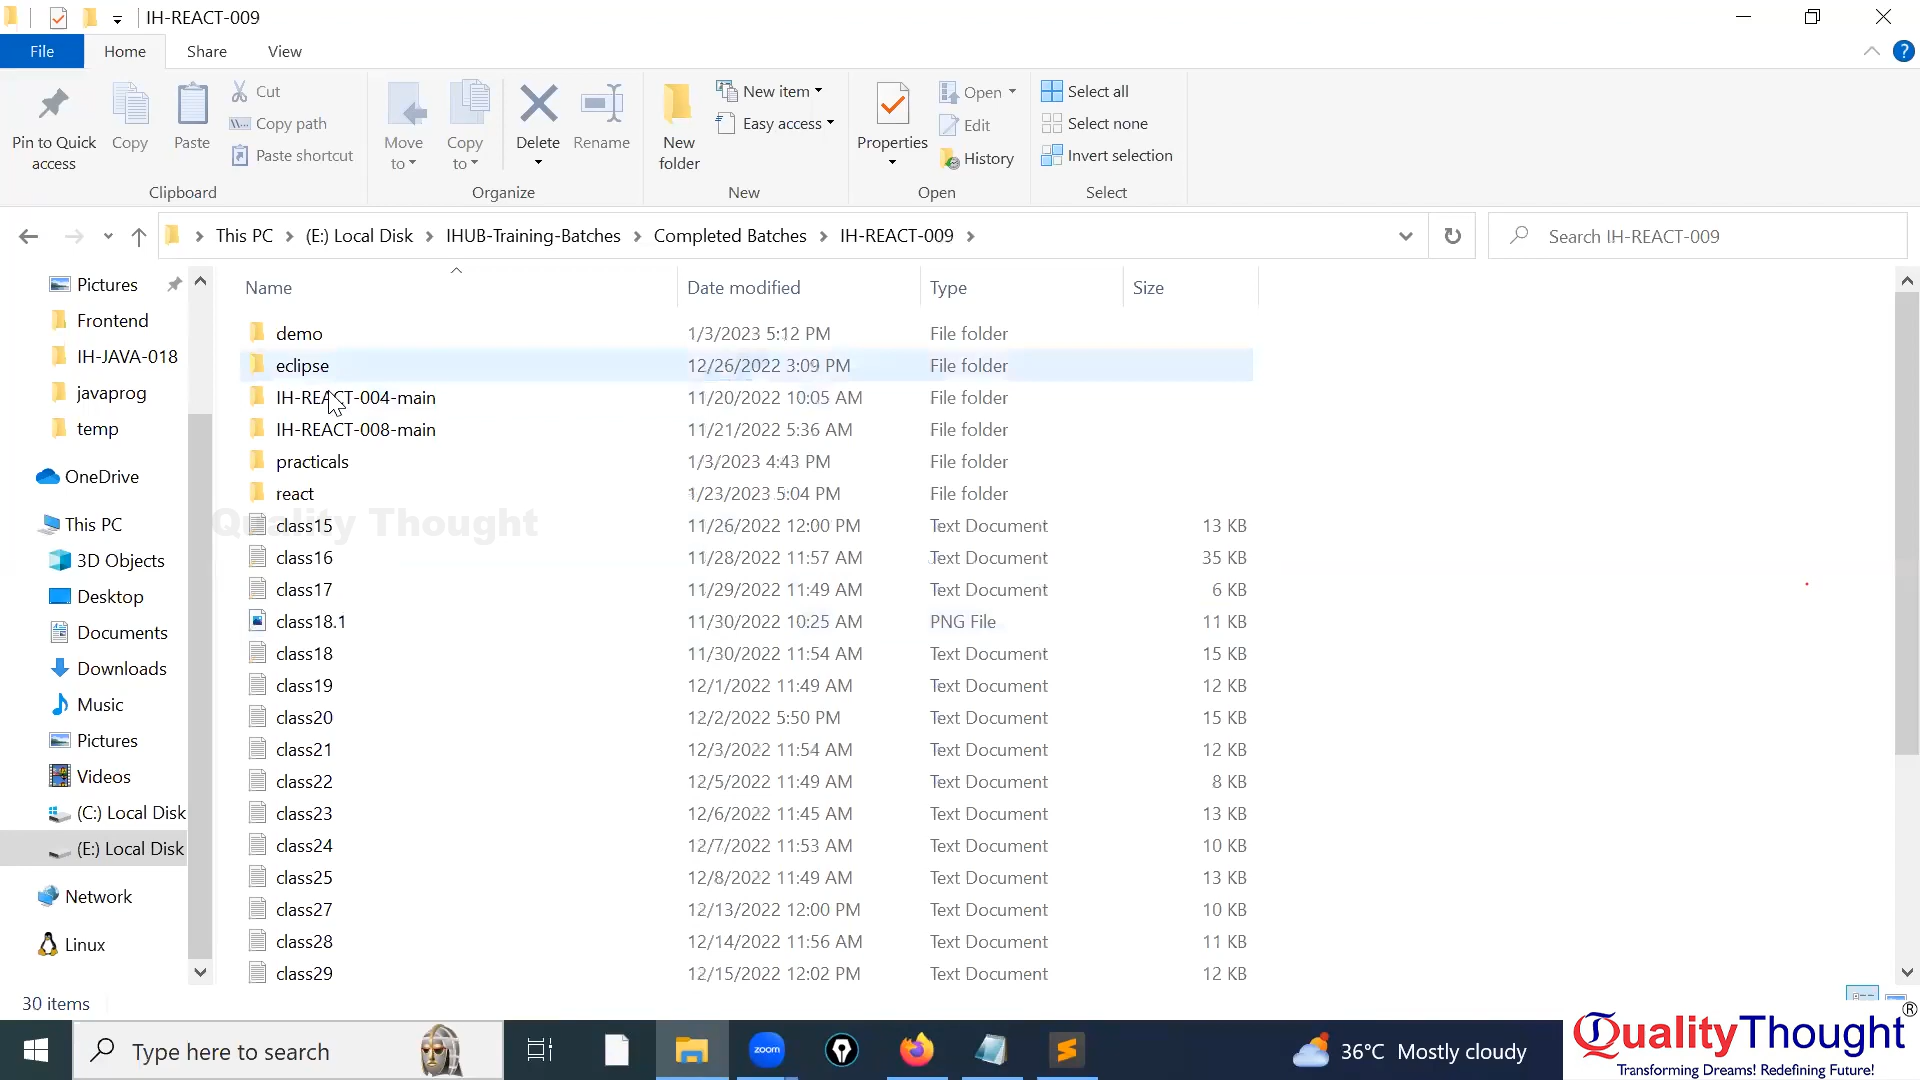 IH-REACT-009
File Home Share View
Pin to Quick access
Copy
Paste
Cut
Copy path
Paste shortcut
Clipboard
Move to
Copy to
Delete
Rename
Organize
New folder
New item
Easy access
New
Properties
Open
Edit
History
Open
Select all
Select none
Invert selection
Select
This PC (E:) Local Disk IHUB-Training-Batches Completed Batches IH-REACT-009
Search IH-REACT-009
Pictures
Frontend
IH-JAVA-018
javaprog
temp
OneDrive
This PC
3D Objects
Desktop
Documents
Downloads
Music
Pictures
Videos
(C:) Local Disk
(E:) Local Disk
Network
Linux
Name Date modified Type Size
demo 1/3/2023 5:12 PM File folder
eclipse 12/26/2022 3:09 PM File folder
IH-REACT-004-main 11/20/2022 10:05 AM File folder
IH-REACT-008-main 11/21/2022 5:36 AM File folder
practicals 1/3/2023 4:43 PM File folder
react 1/23/2023 5:04 PM File folder
Quality Thought
class15 11/26/2022 12:00 PM Text Document 13 KB
class16 11/28/2022 11:57 AM Text Document 35 KB
class17 11/29/2022 11:49 AM Text Document 6 KB
class18.1 11/30/2022 10:25 AM PNG File 11 KB
class18 11/30/2022 11:54 AM Text Document 15 KB
class19 12/1/2022 11:49 AM Text Document 12 KB
class20 12/2/2022 5:50 PM Text Document 15 KB
class21 12/3/2022 11:54 AM Text Document 12 KB
class22 12/5/2022 11:49 AM Text Document 8 KB
class23 12/6/2022 11:45 AM Text Document 13 KB
class24 12/7/2022 11:53 AM Text Document 10 KB
class25 12/8/2022 11:49 AM Text Document 13 KB
class27 12/13/2022 12:00 PM Text Document 10 KB
class28 12/14/2022 11:56 AM Text Document 11 KB
class29 12/15/2022 12:02 PM Text Document 12 KB
30 items
Type here to search
zoom
36°C Mostly cloudy
QualityThought®
Transforming Dreams! Redefining Future!